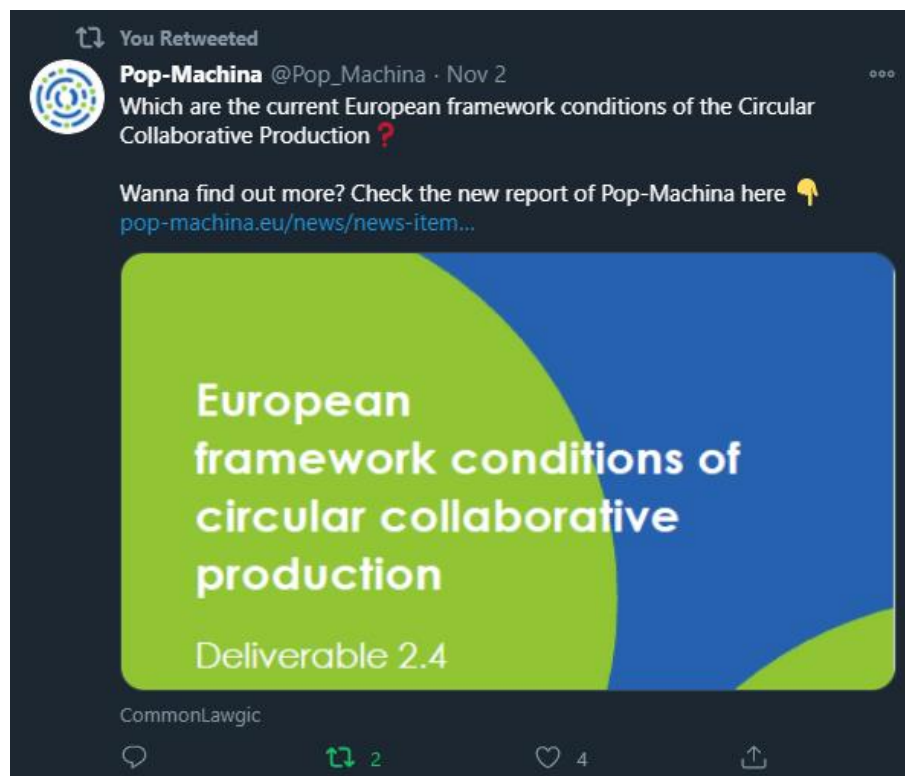 You Retweeted
Pop-Machina @Pop_Machina · Nov 2
Which are the current European framework conditions of the Circular
Collaborative Production❓
Wanna find out more? Check the new report of Pop-Machina here 👇
pop-machina.eu/news/news-item...
European
framework conditions of
circular collaborative
production
Deliverable 2.4
CommonLawgic
2 4